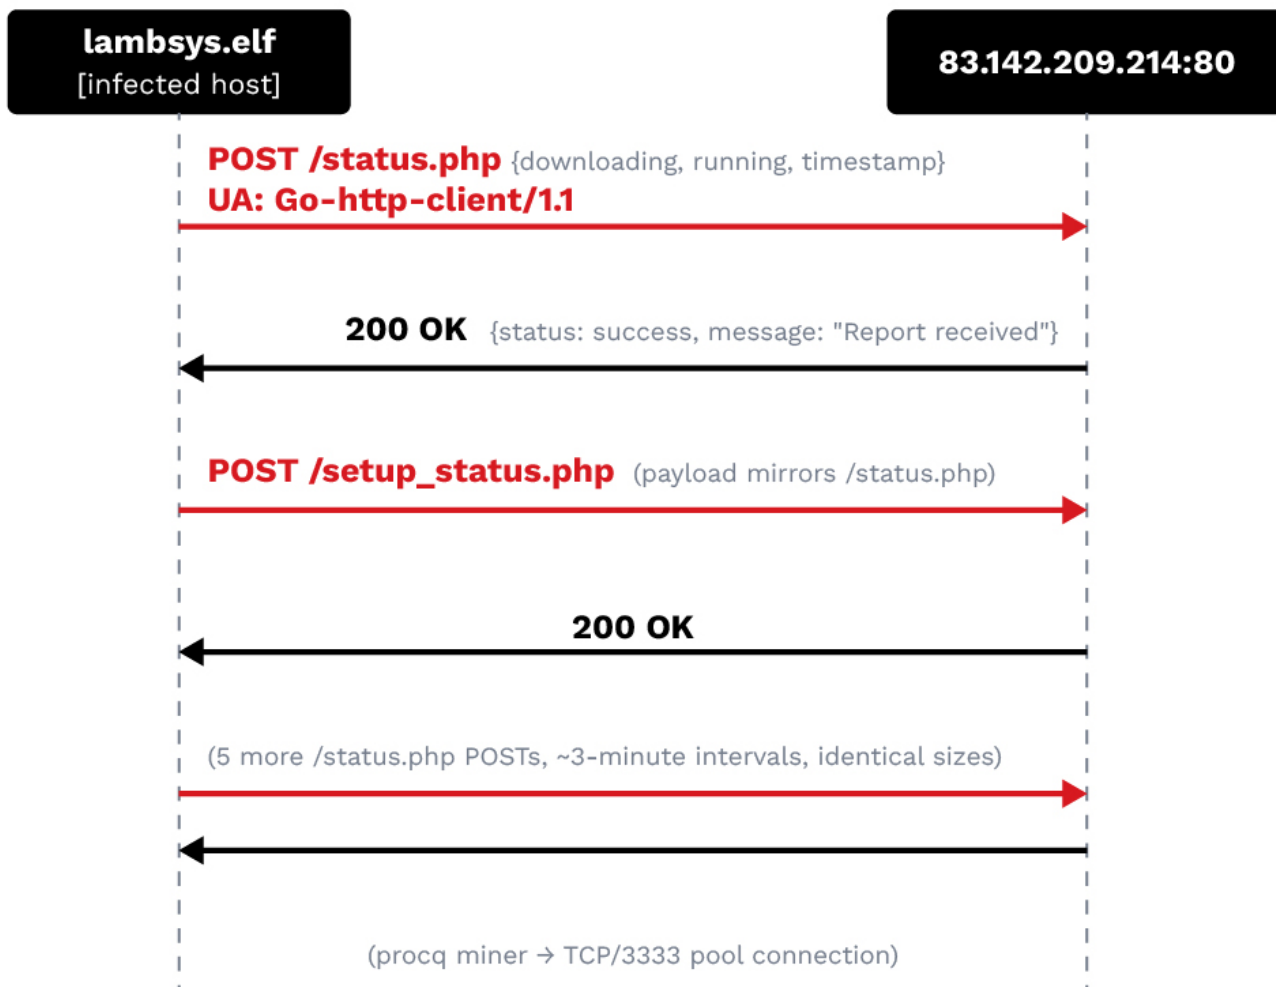 lambsys.elf
[infected host]
83.142.209.214:80
POST /status.php {downloading, running, timestamp}
UA: Go-http-client/1.1
200 OK {status: success, message: "Report received"}
POST /setup_status.php (payload mirrors /status.php)
200 OK
(5 more /status.php POSTs, ~3-minute intervals, identical sizes)
(procq miner → TCP/3333 pool connection)